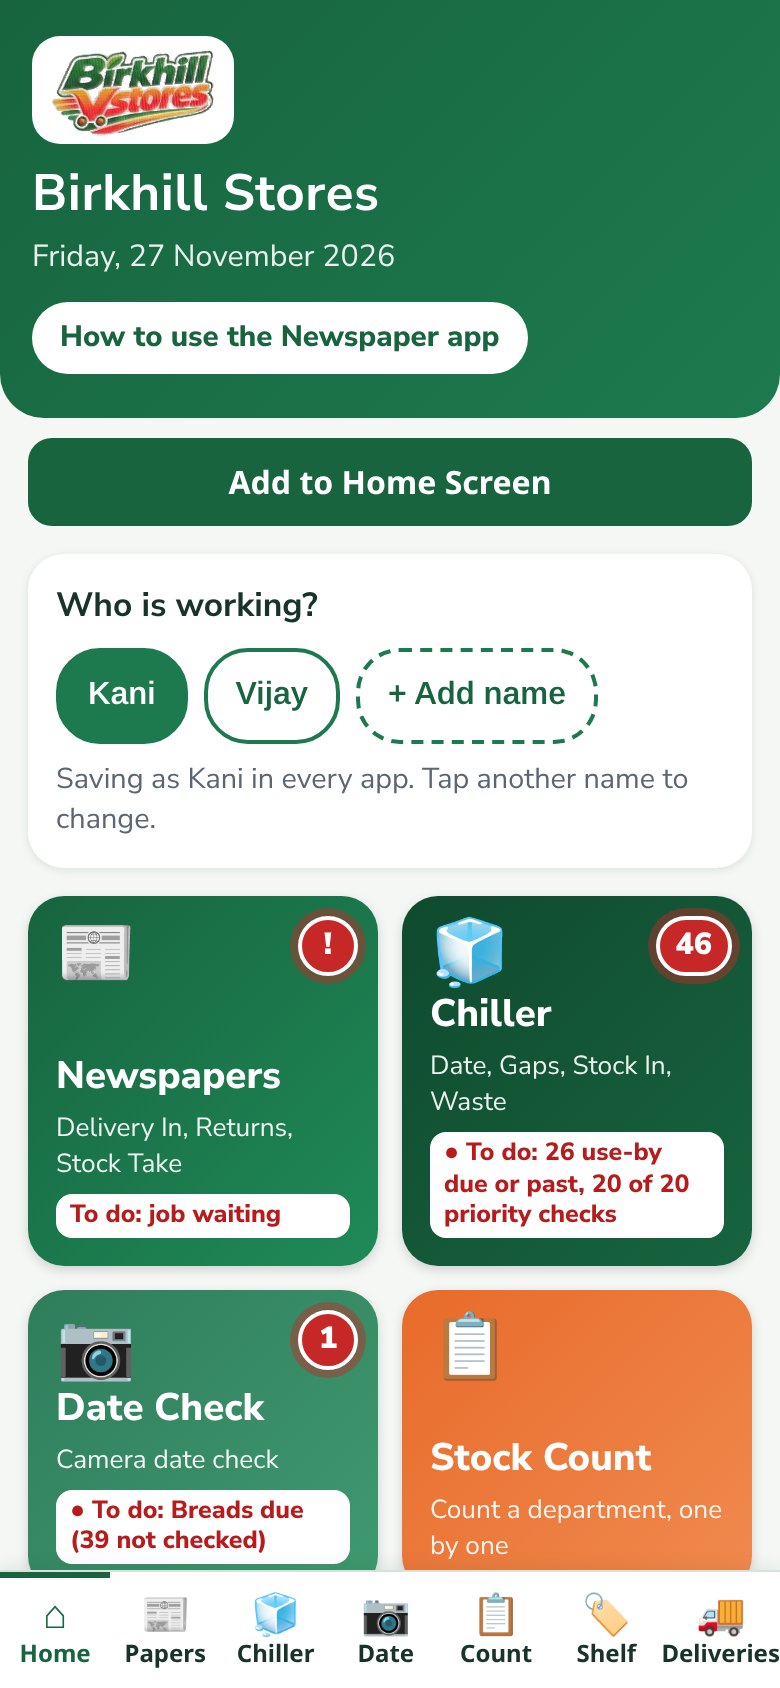 Birkhill
Stores
Birkhill Stores
Friday, 27 November 2026
How to use the Newspaper app
Add to Home Screen
Who is working?
Kani
Vijay
+ Add name
Saving as Kani in every app. Tap another name to
change.
!
Newspapers
Delivery In, Returns,
Stock Take
To do: job waiting
46
Chiller
Date, Gaps, Stock In,
Waste
● To do: 26 use-by
due or past, 20 of 20
priority checks
1
Date Check
Camera date check
● To do: Breads due
(39 not checked)
Stock Count
Count a department, one
by one
Home
Papers
Chiller
Date
Count
Shelf
Deliveries